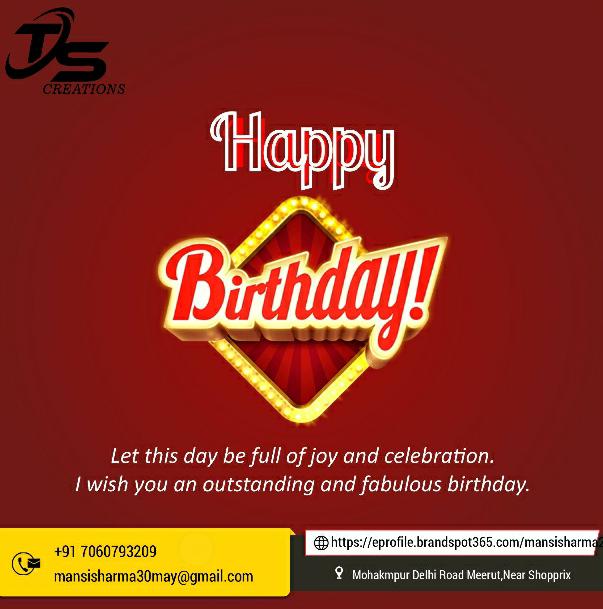 TS
CREATIONS
Happy
Birthday!
Let this day be full of joy and celebration.
I wish you an outstanding and fabulous birthday.
+91 7060793209
mansisharma30may@gmail.com
https://eprofile.brandspot365.com/mansisharma
Mohakmpur Delhi Road Meerut,Near Shopprix